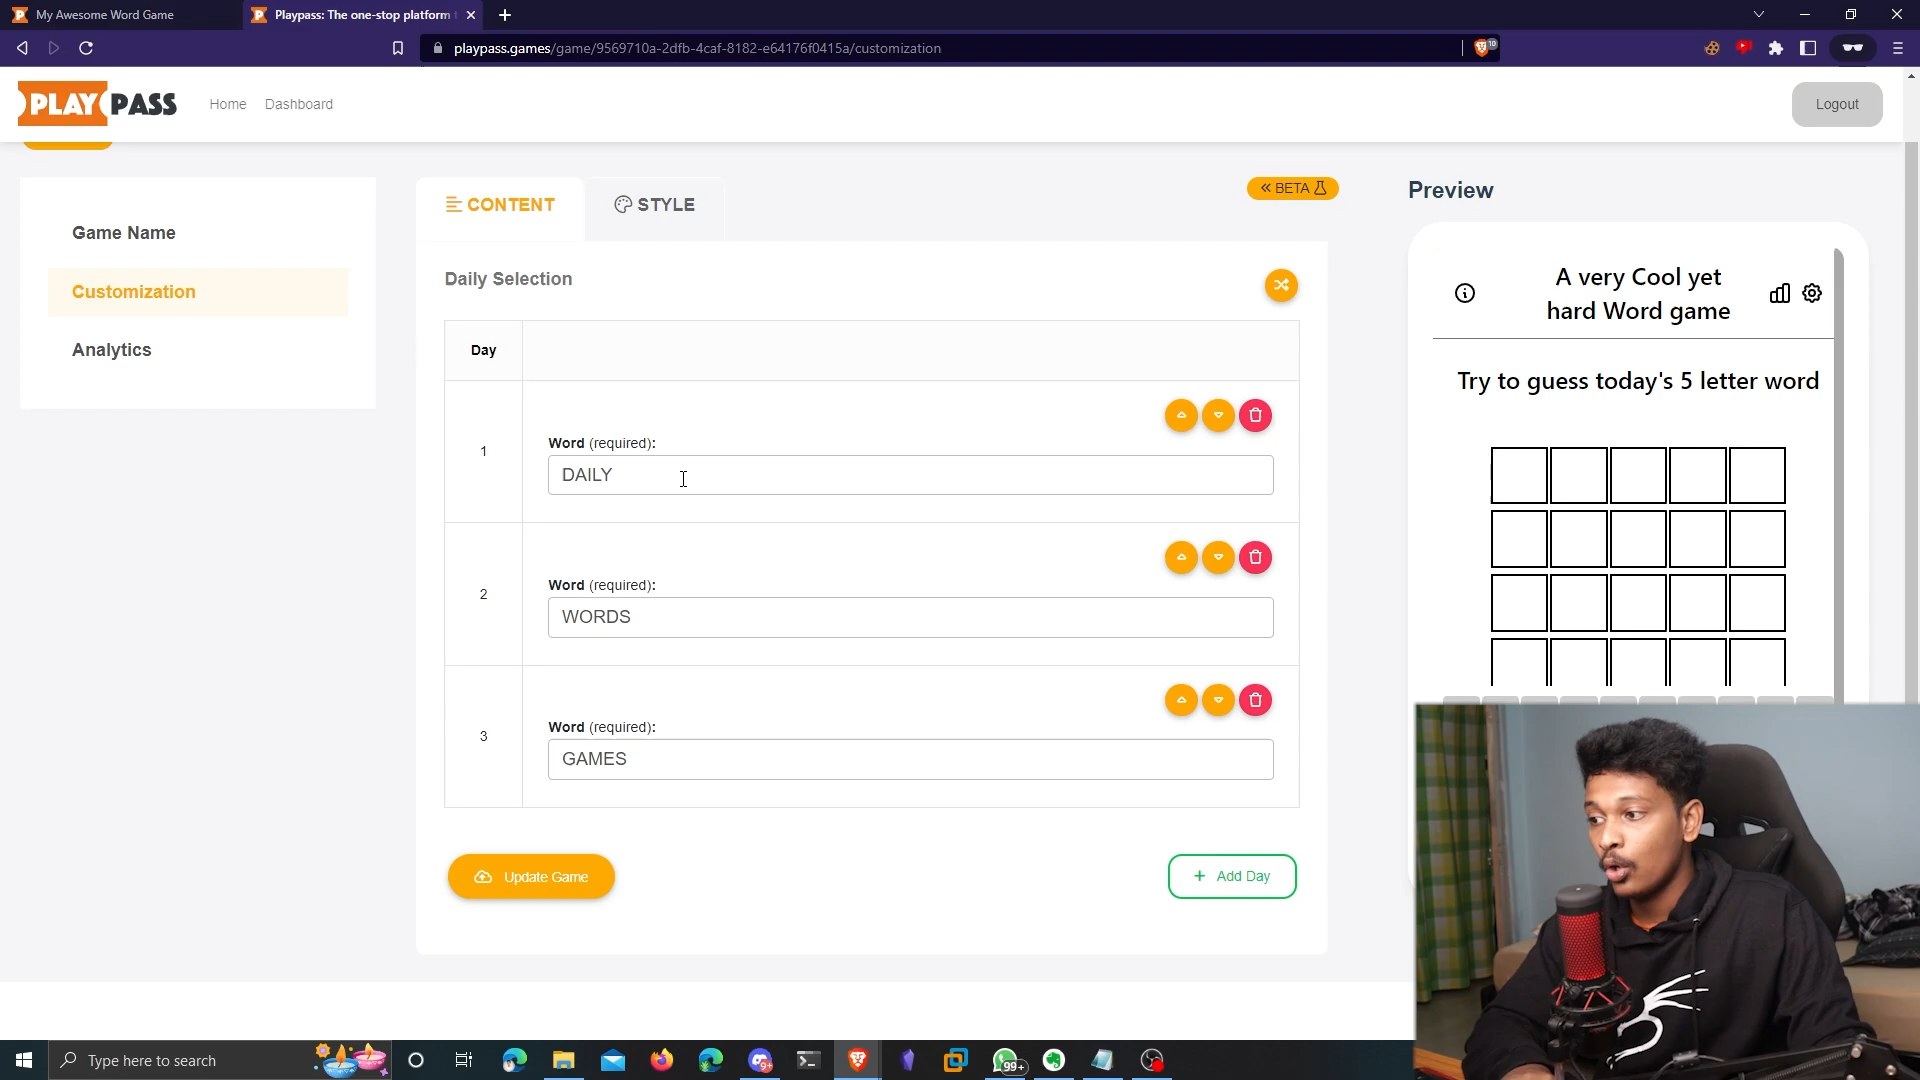 My Awesome Word Game
Playpass: The one-stop platform t
playpass.games/game/9569710a-2dfb-4caf-8182-e64176f0415a/customization
10
PLAY PASS
Home
Dashboard
Logout
Game Name
Customization
Analytics
CONTENT
STYLE
BETA
Daily Selection
Day
1
Word (required):
DAILY
2
Word (required):
WORDS
3
Word (required):
GAMES
Update Game
+ Add Day
Preview
A very Cool yet
hard Word game
Try to guess today's 5 letter word
Type here to search
9+
99+